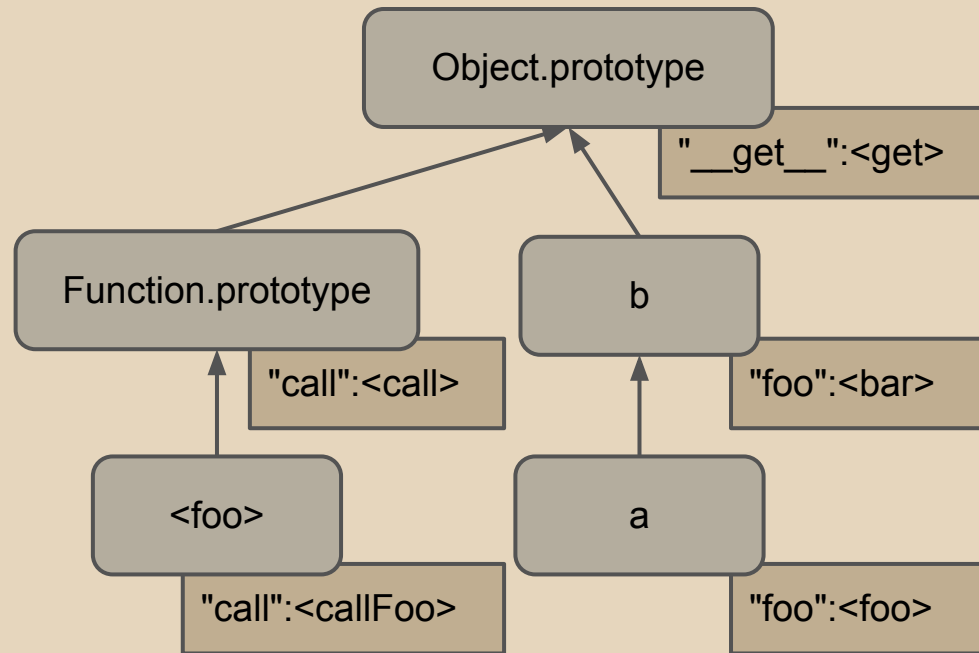 Object.prototype
"__get__":<get>
Function.prototype
b
"call":<call>
"foo":<bar>
<foo>
a
"call":<callFoo>
"foo":<foo>